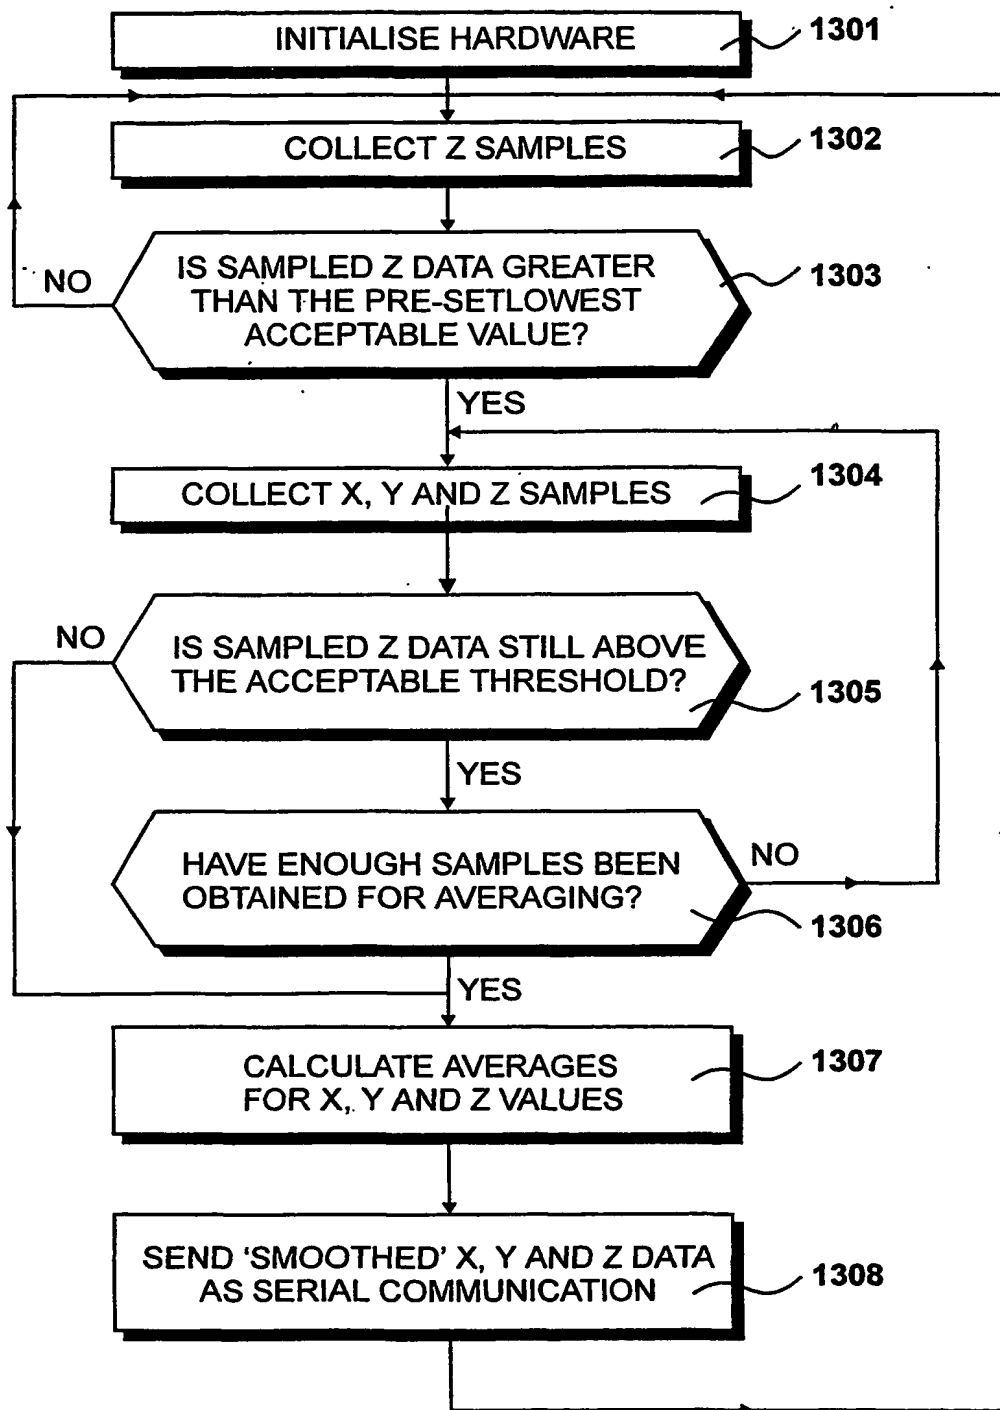 INITIALISE HARDWARE
1301
COLLECT Z SAMPLES
1302
IS SAMPLED Z DATA GREATER
THAN THE PRE-SETLOWEST
ACCEPTABLE VALUE?
1303
NO
YES
COLLECT X, Y AND Z SAMPLES
1304
IS SAMPLED Z DATA STILL ABOVE
THE ACCEPTABLE THRESHOLD?
1305
NO
YES
HAVE ENOUGH SAMPLES BEEN
OBTAINED FOR AVERAGING?
1306
NO
YES
CALCULATE AVERAGES
FOR X, Y AND Z VALUES
1307
SEND ‘SMOOTHED’ X, Y AND Z DATA
AS SERIAL COMMUNICATION
1308